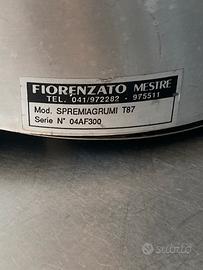 FIORENZATO MESTRE
TEL. 041/972282 - 975511
Mod. SPREMIAGRUMI T87
Serie N° 04AF300
subito